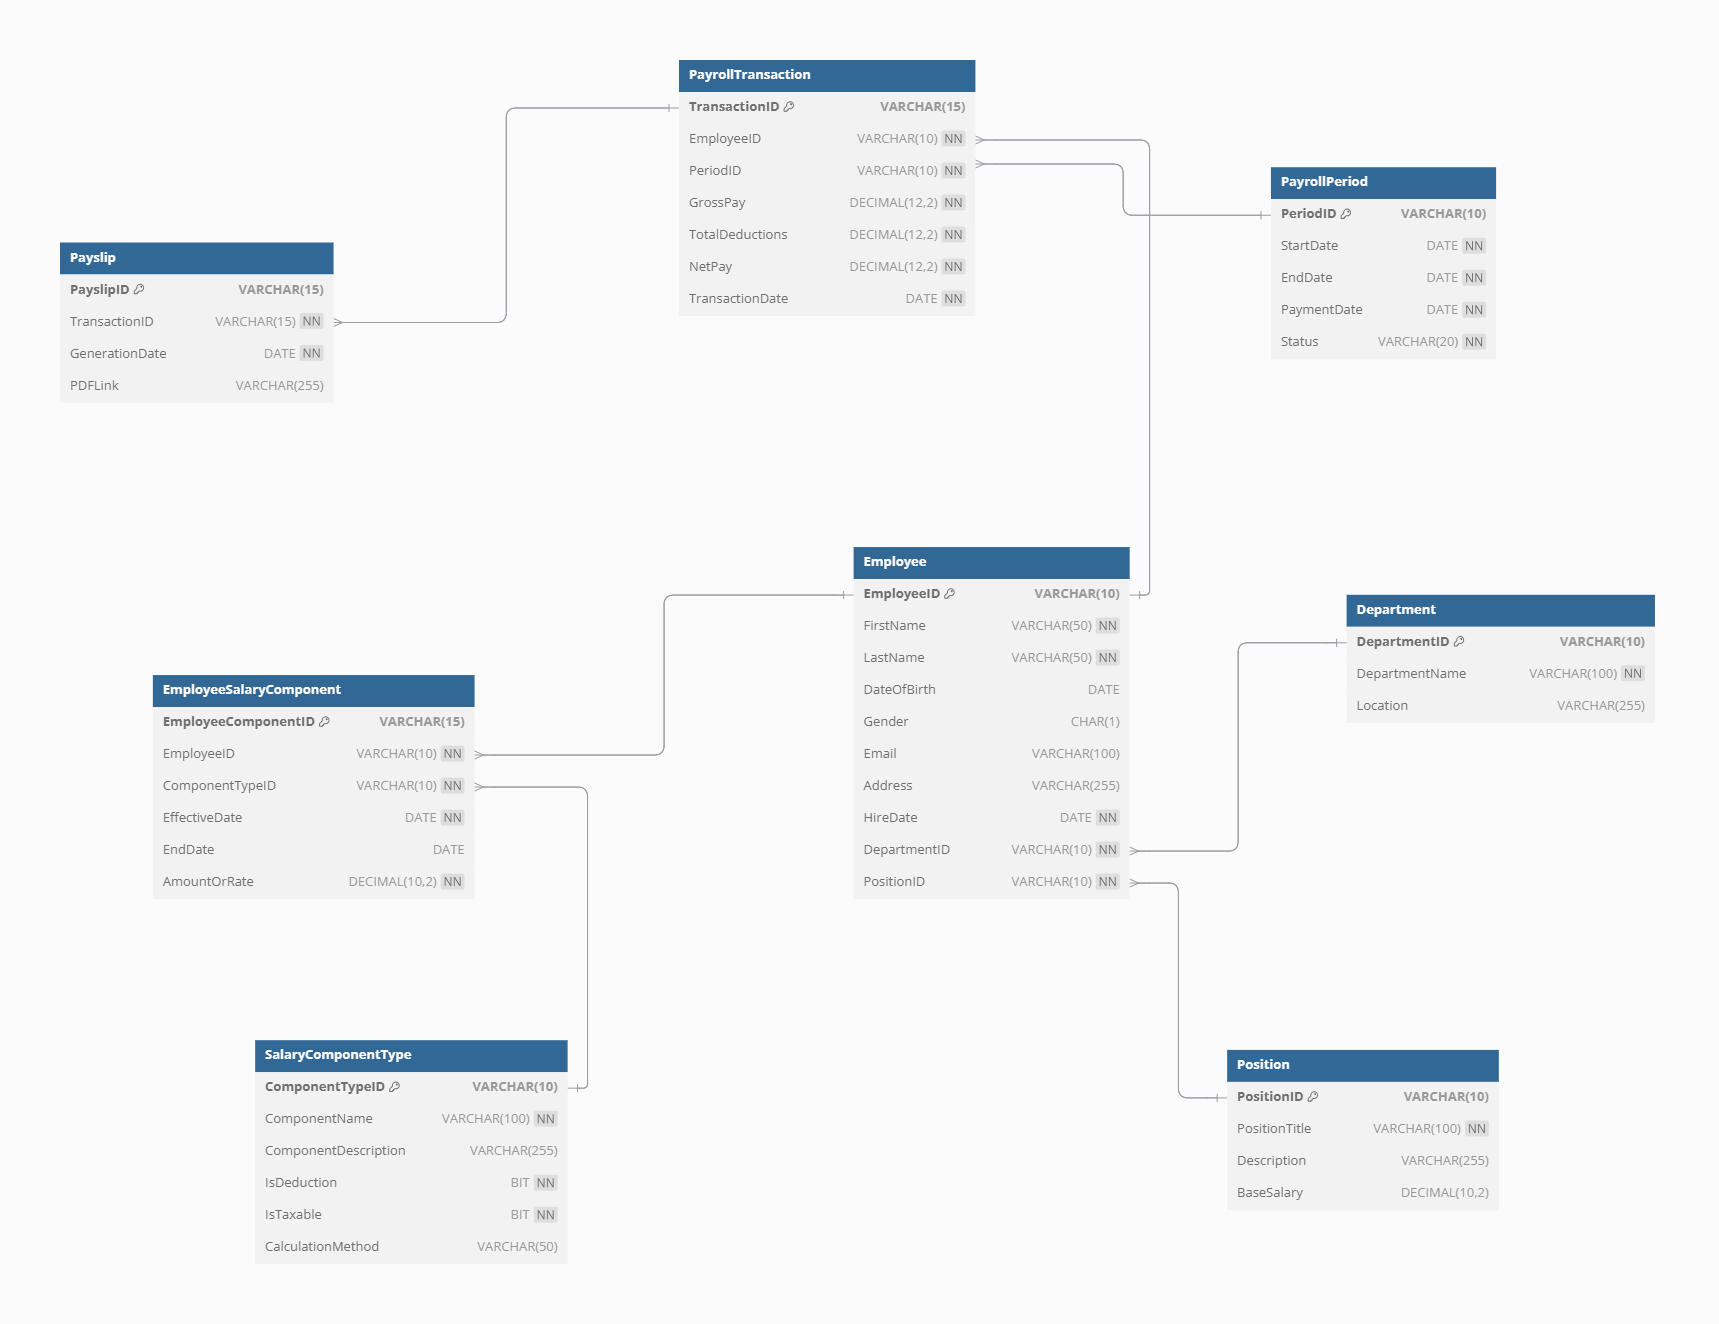 PayrollTransaction
TransactionID VARCHAR(15)
EmployeeID VARCHAR(10) NN
PeriodID VARCHAR(10) NN
GrossPay DECIMAL(12,2) NN
TotalDeductions DECIMAL(12,2) NN
NetPay DECIMAL(12,2) NN
TransactionDate DATE NN
PayrollPeriod
PeriodID VARCHAR(10)
StartDate DATE NN
EndDate DATE NN
PaymentDate DATE NN
Status VARCHAR(20) NN
Payslip
PayslipID VARCHAR(15)
TransactionID VARCHAR(15) NN
GenerationDate DATE NN
PDFLink VARCHAR(255)
Employee
EmployeeID VARCHAR(10)
FirstName VARCHAR(50) NN
LastName VARCHAR(50) NN
DateOfBirth DATE
Gender CHAR(1)
Email VARCHAR(100)
Address VARCHAR(255)
HireDate DATE NN
DepartmentID VARCHAR(10) NN
PositionID VARCHAR(10) NN
Department
DepartmentID VARCHAR(10)
DepartmentName VARCHAR(100) NN
Location VARCHAR(255)
EmployeeSalaryComponent
EmployeeComponentID VARCHAR(15)
EmployeeID VARCHAR(10) NN
ComponentTypeID VARCHAR(10) NN
EffectiveDate DATE NN
EndDate DATE
AmountOrRate DECIMAL(10,2) NN
SalaryComponentType
ComponentTypeID VARCHAR(10)
ComponentName VARCHAR(100) NN
ComponentDescription VARCHAR(255)
IsDeduction BIT NN
IsTaxable BIT NN
CalculationMethod VARCHAR(50)
Position
PositionID VARCHAR(10)
PositionTitle VARCHAR(100) NN
Description VARCHAR(255)
BaseSalary DECIMAL(10,2)